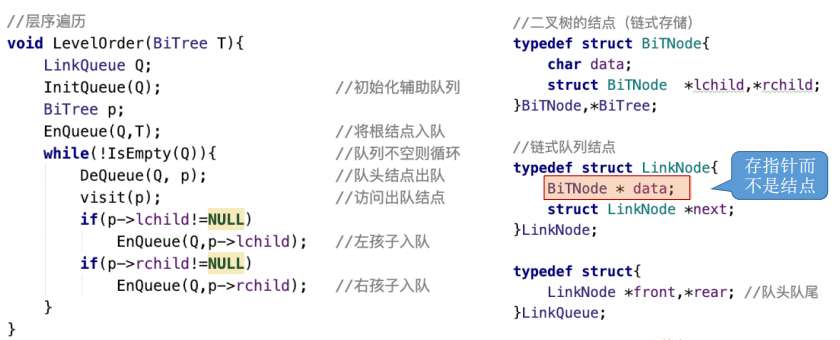 //层序遍历
void LevelOrder(BiTree T){
    LinkQueue Q;
    InitQueue(Q);                //初始化辅助队列
    BiTree p;
    EnQueue(Q,T);                //将根结点入队
    while(!IsEmpty(Q)){          //队列不空则循环
        DeQueue(Q, p);           //队头结点出队
        visit(p);                //访问出队结点
        if(p->lchild!=NULL)
            EnQueue(Q,p->lchild);  //左孩子入队
        if(p->rchild!=NULL)
            EnQueue(Q,p->rchild);  //右孩子入队
    }
}
//二叉树的结点（链式存储）
typedef struct BiTNode{
    char data;
    struct BiTNode  *lchild,*rchild;
}BiTNode,*BiTree;
//链式队列结点
typedef struct LinkNode{
    BiTNode * data;
    struct LinkNode *next;
}LinkNode;
typedef struct{
    LinkNode *front,*rear; //队头队尾
}LinkQueue;
存指针而
不是结点